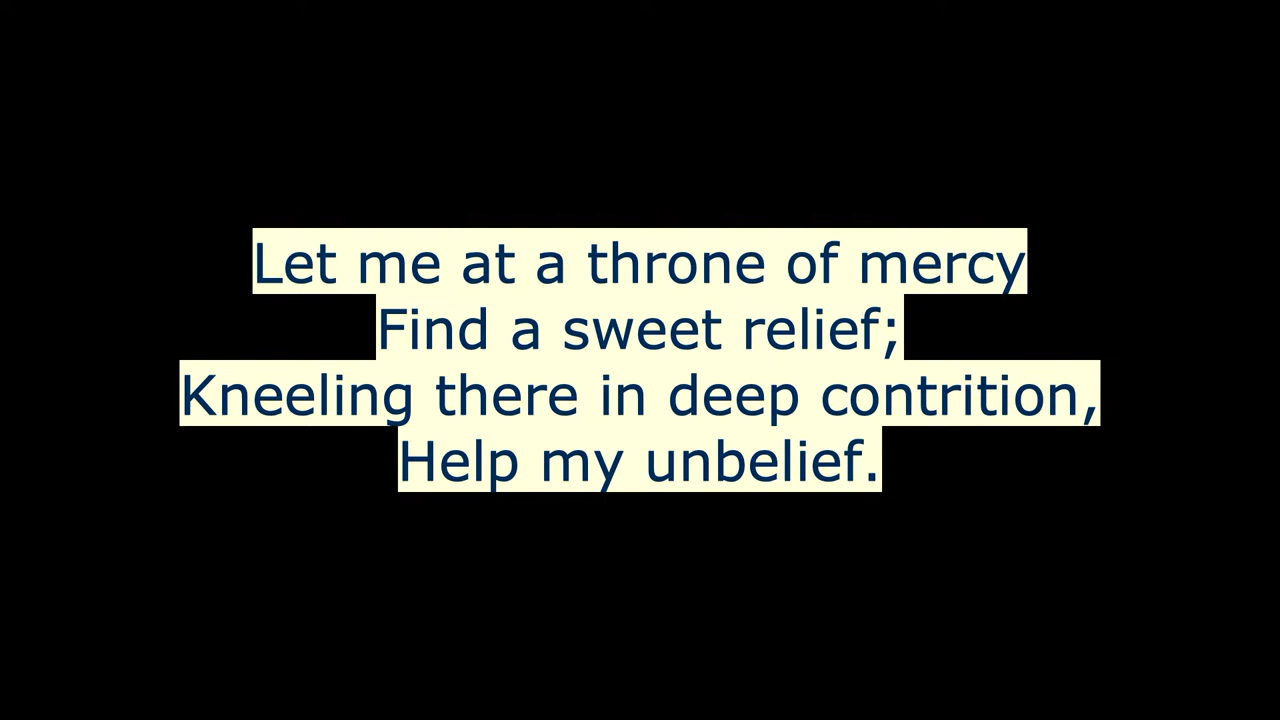 Let me at a throne of mercy
Find a sweet relief;
Kneeling there in deep contrition,
Help my unbelief.